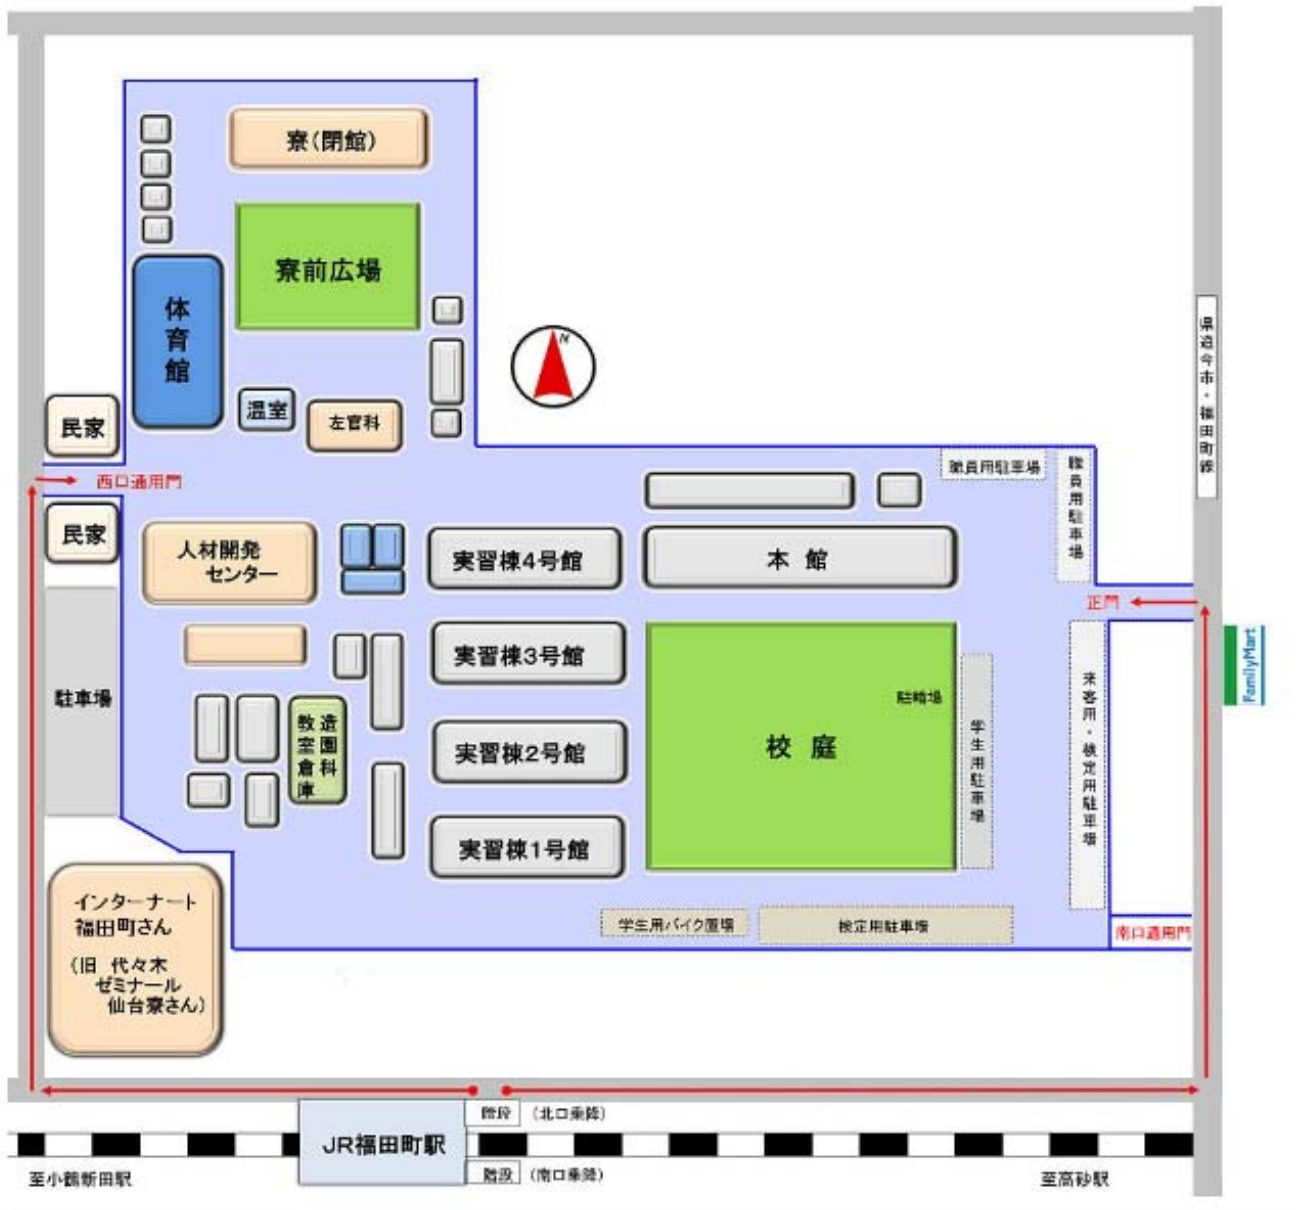 寮(閉館)
寮前広場
体育館
温室
左官科
N
民家
西口通用門
民家
県道今市・福田町線
職員用駐車場
職員用駐車場
人材開発
センター
実習棟4号館
本 館
正門
FamilyMart
実習棟3号館
駐車場
駐輪場
来客用・検定用駐車場
造園科
教室倉庫
実習棟2号館
校 庭
学生用駐車場
実習棟1号館
インターナート
福田町さん
(旧 代々木
ゼミナール
仙台寮さん)
学生用バイク置場
検定用駐車場
南口通用門
階段
(北口乗降)
JR福田町駅
階段
(南口乗降)
至小鶴新田駅
至高砂駅